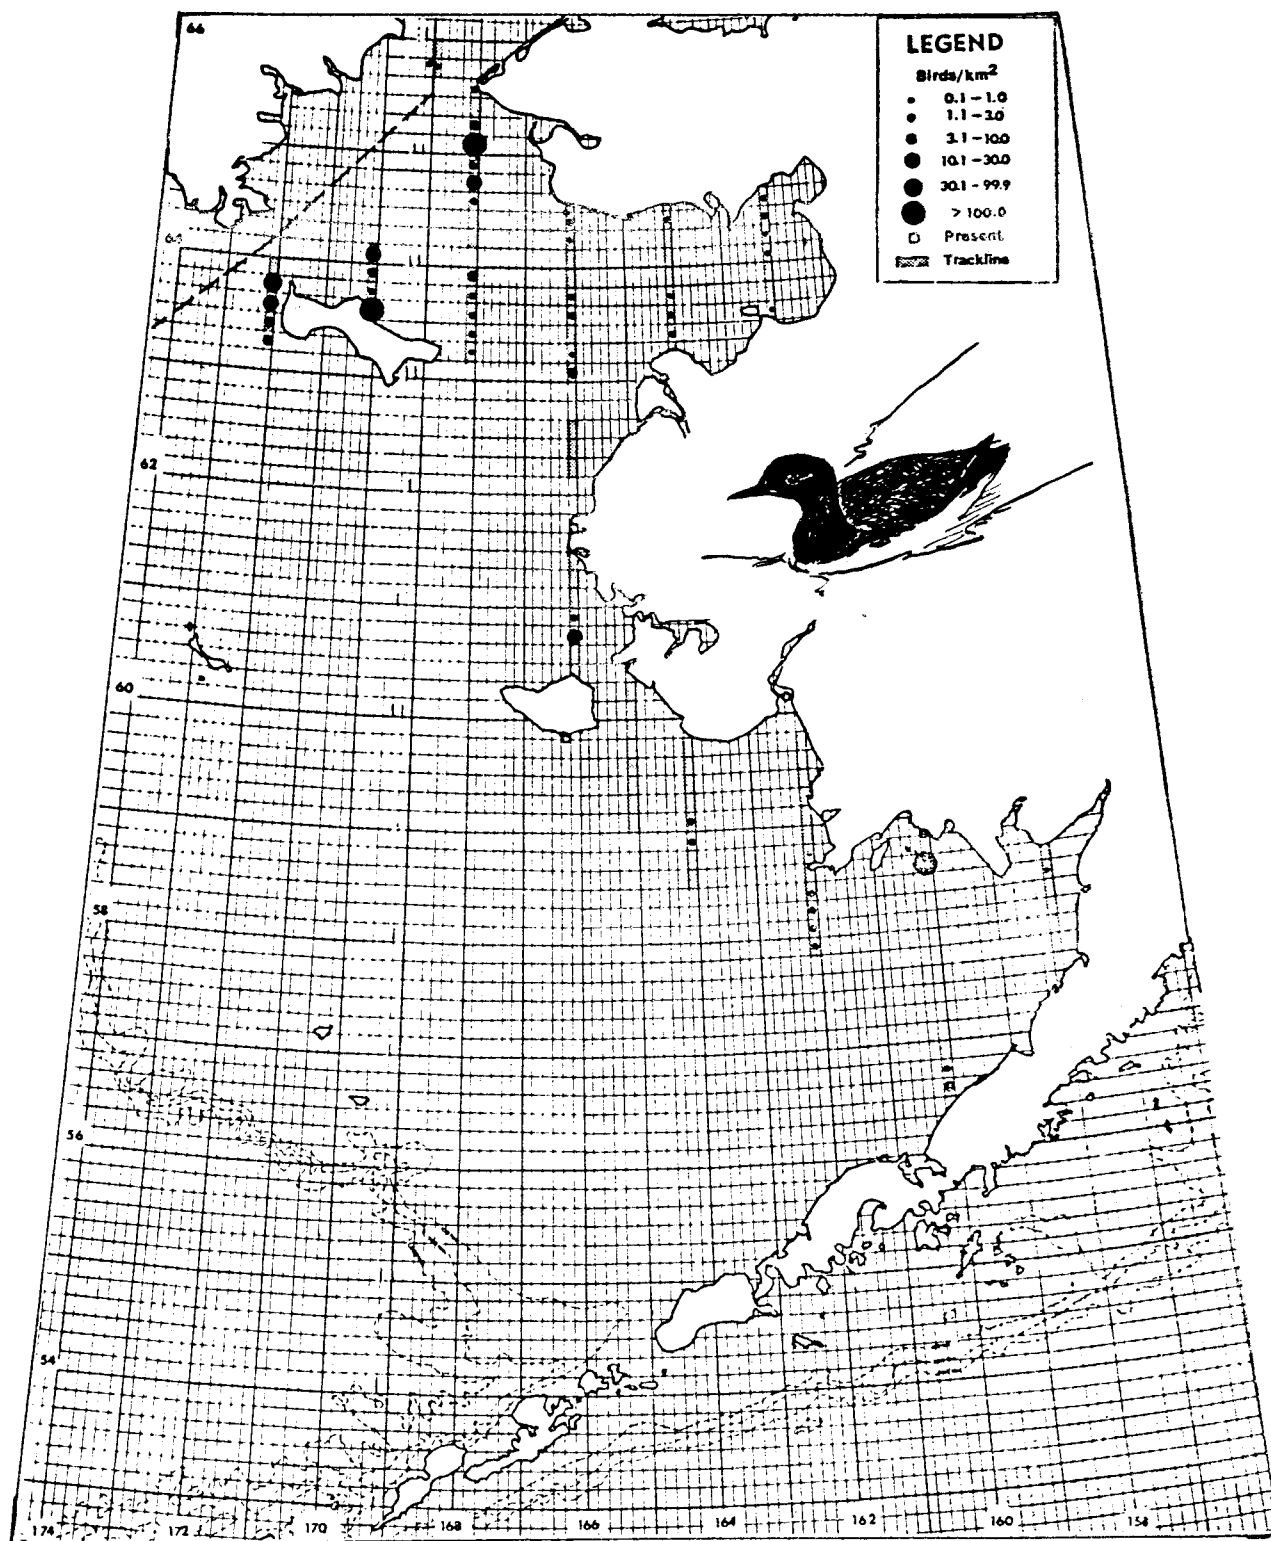 66
LEGEND
Birds/km²
0.1 – 1.0
1.1 – 3.0
3.1 – 10.0
10.1 – 30.0
30.1 – 99.9
> 100.0
Present
Trackline
64
62
60
58
56
54
174 172 170 168 166 164 162 160 158